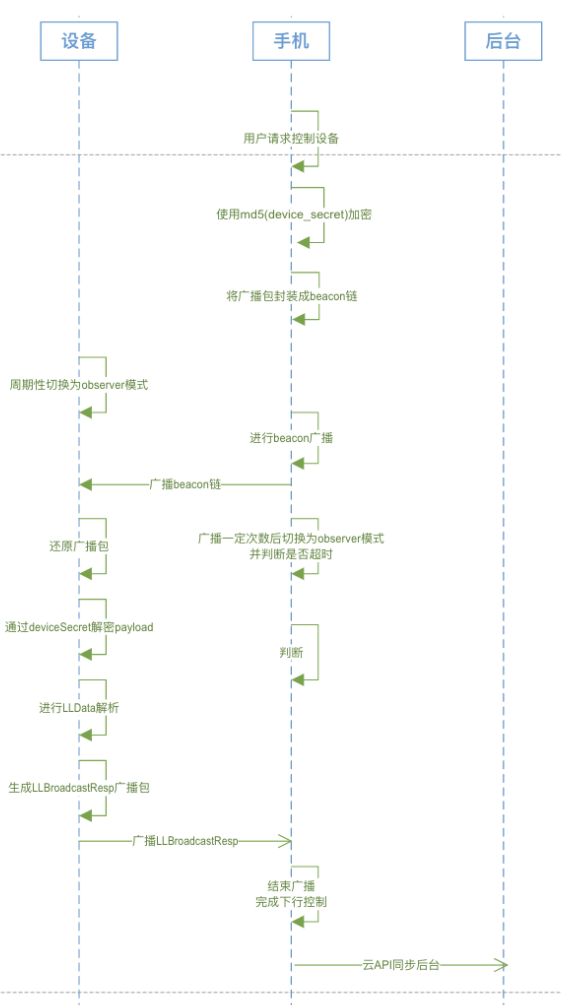 设备
手机
后台
用户请求控制设备
使用md5(device_secret)加密
将广播包封装成beacon链
周期性切换为observer模式
进行beacon广播
广播beacon链
还原广播包
广播一定次数后切换为observer模式
并判断是否超时
通过deviceSecret解密payload
判断
进行LLData解析
生成LLBroadcastResp广播包
广播LLBroadcastResp
结束广播
完成下行控制
云API同步后台